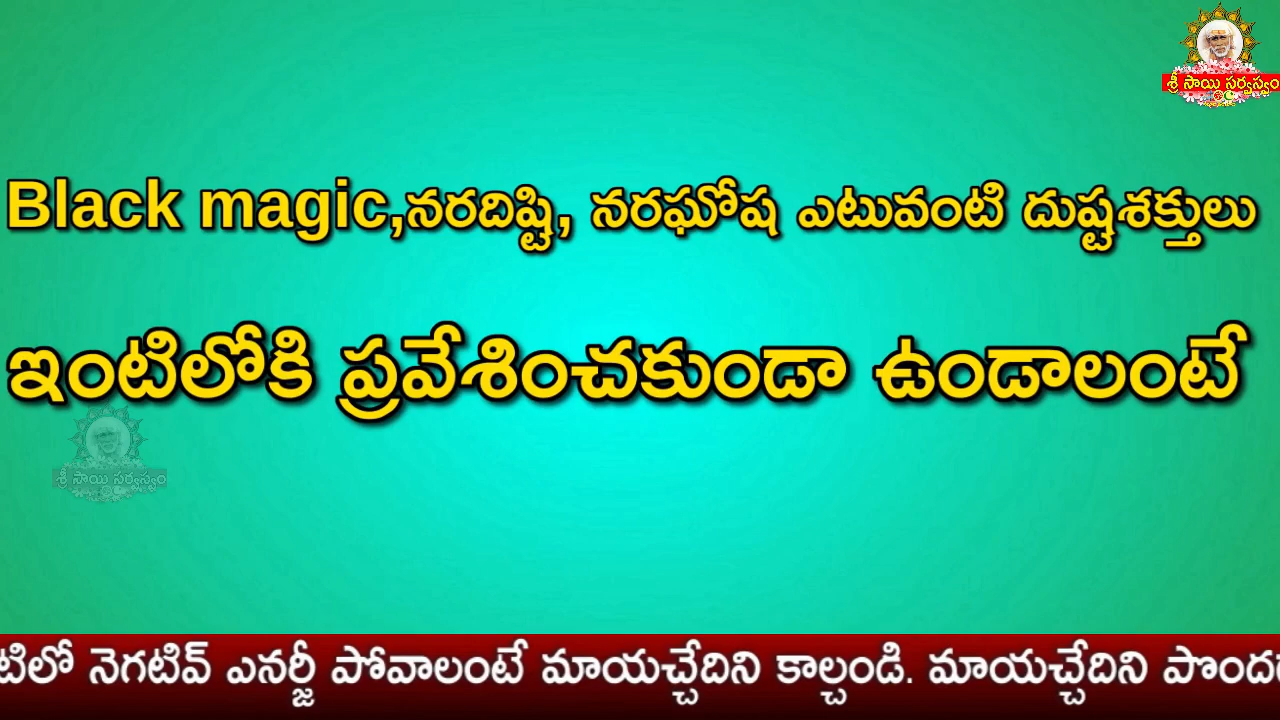 శ్రీ సాయి సర్వస్వం
Black magic,నరదిష్టి, నరఘోష ఎటువంటి దుష్టశక్తులు
ఇంటిలోకి ప్రవేశించకుండా ఉండాలంటే
శ్రీ సాయి సర్వస్వం
టిలో నెగటివ్ ఎనర్జీ పోవాలంటే మాయచ్ఛేదిని కాల్చండి. మాయచ్ఛేదిని పొంద